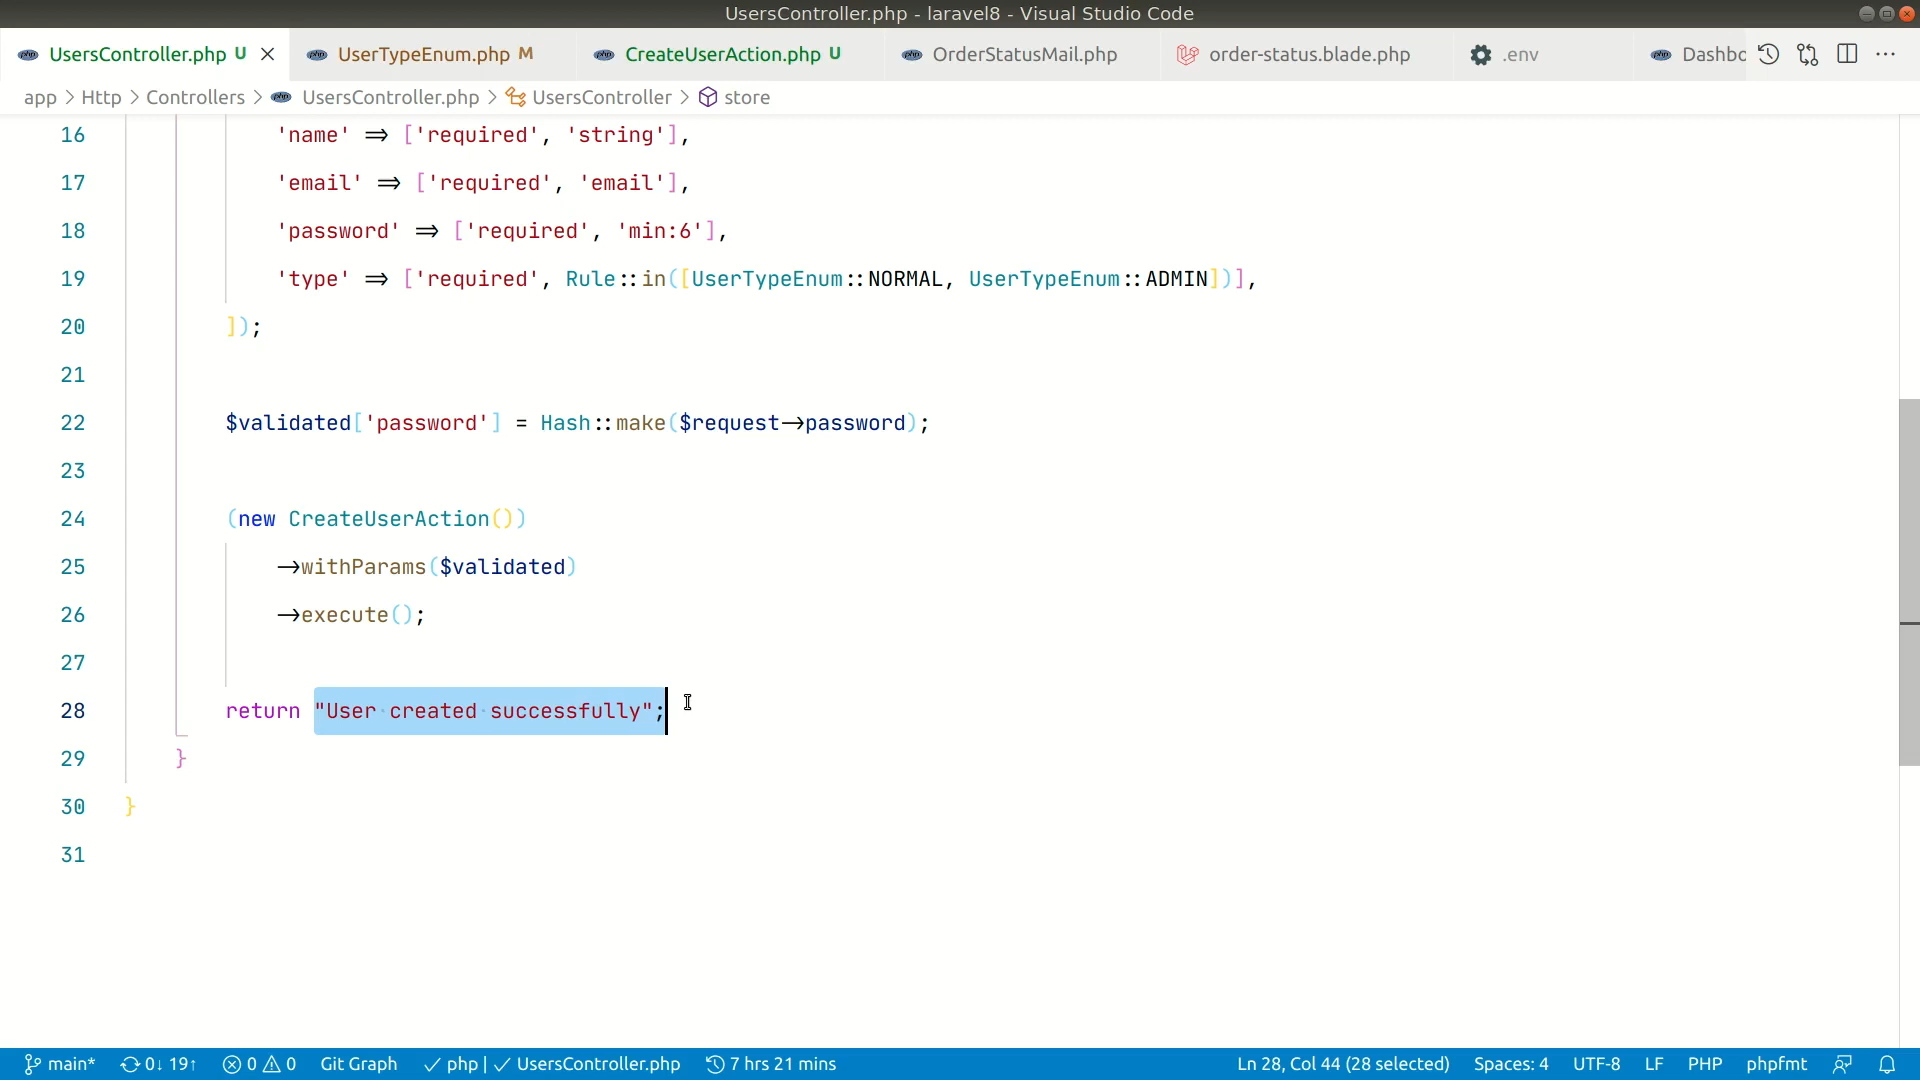 UsersController.php - laravel8 - Visual Studio Code
UsersController.php U UserTypeEnum.php M CreateUserAction.php U OrderStatusMail.php order-status.blade.php .env Dashbo
app > Http > Controllers > UsersController.php > UsersController > store
16 'name' => ['required', 'string'],
17 'email' => ['required', 'email'],
18 'password' => ['required', 'min:6'],
19 'type' => ['required', Rule::in([UserTypeEnum::NORMAL, UserTypeEnum::ADMIN])],
20 ]);
21
22 $validated['password'] = Hash::make($request->password);
23
24 (new CreateUserAction())
25 ->withParams($validated)
26 ->execute();
27
28 return "User created successfully";
29 }
30 }
31
main* 0↓ 19↑ 0 0 Git Graph ✓ php | ✓ UsersController.php 7 hrs 21 mins Ln 28, Col 44 (28 selected) Spaces: 4 UTF-8 LF PHP phpfmt